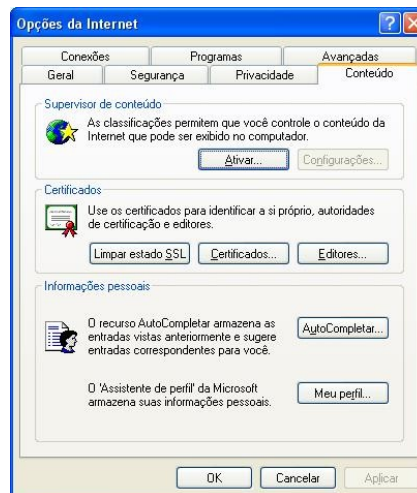 Opções da Internet
Conexões Programas Avançadas
Geral Segurança Privacidade Conteúdo
Supervisor de conteúdo
As classificações permitem que você controle o conteúdo da
Internet que pode ser exibido no computador.
Ativar... Configurações...
Certificados
Use os certificados para identificar a si próprio, autoridades
de certificação e editores.
Limpar estado SSL Certificados... Editores...
Informações pessoais
O recurso AutoCompletar armazena as
entradas vistas anteriormente e sugere
entradas correspondentes para você.
AutoCompletar...
O 'Assistente de perfil' da Microsoft
armazena suas informações pessoais.
Meu perfil...
OK Cancelar Aplicar